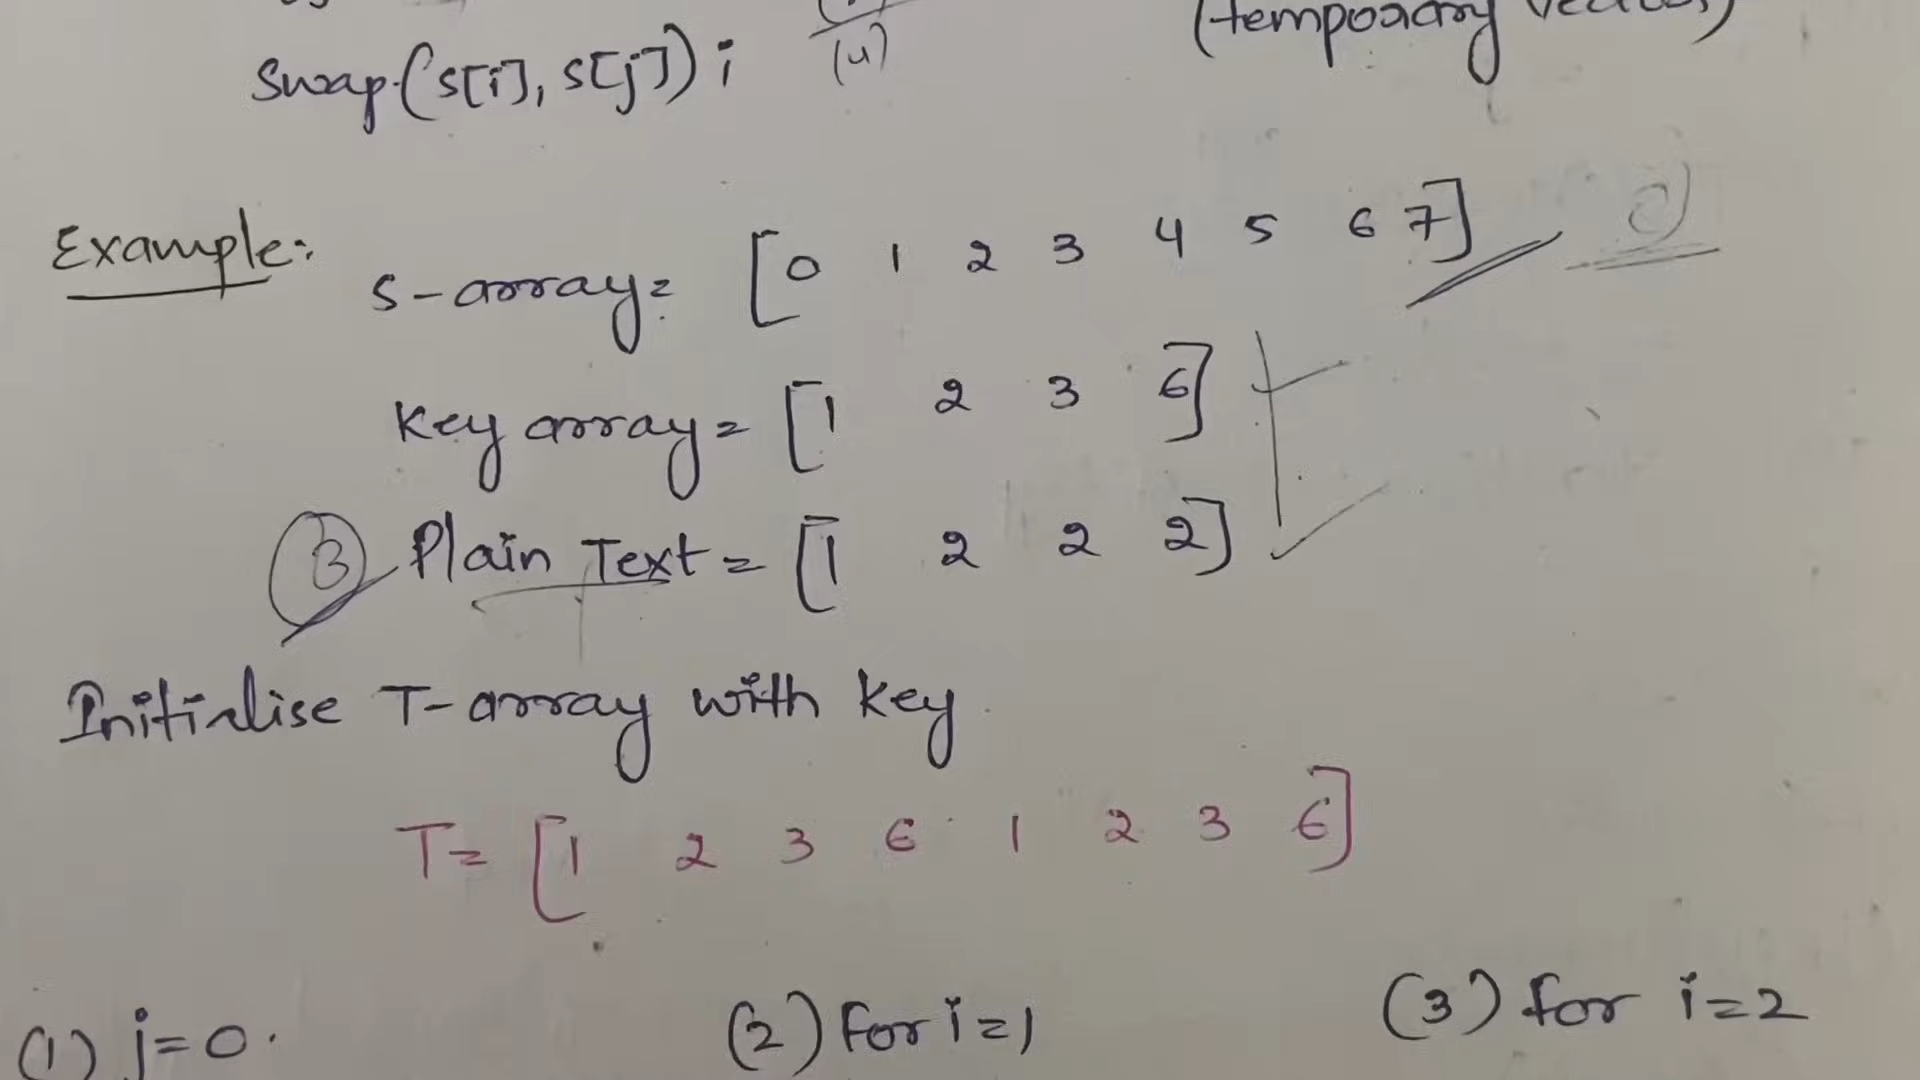 Swap(S[i], S[j]);
(4)
(temporary vector)
Example:
S-array= [0 1 2 3 4 5 6 7]
Key array= [1 2 3 6]
3
Plain Text= [1 2 2 2]
Initialise T-array with key
T= [1 2 3 6 1 2 3 6]
(1) j=0.
(2) for i=1
(3) for i=2